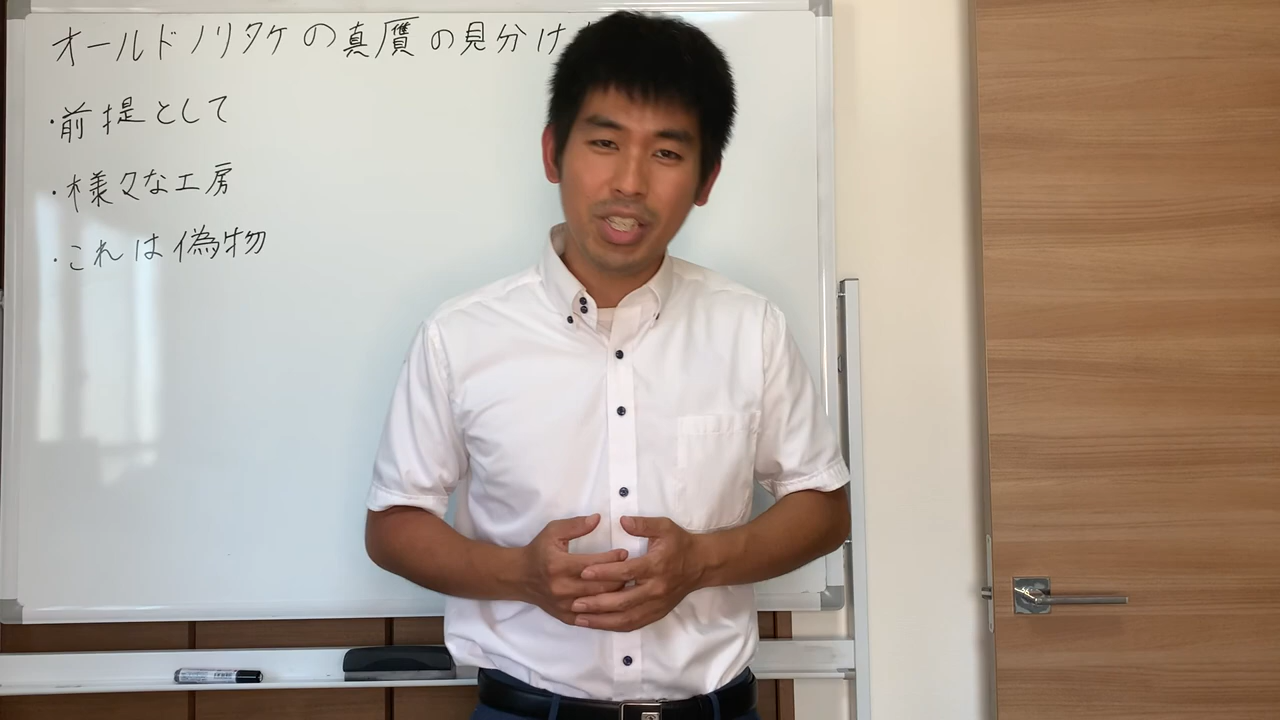 オールドノリタケの真贋の見分け
・前提として
・様々な工房
・これは偽物